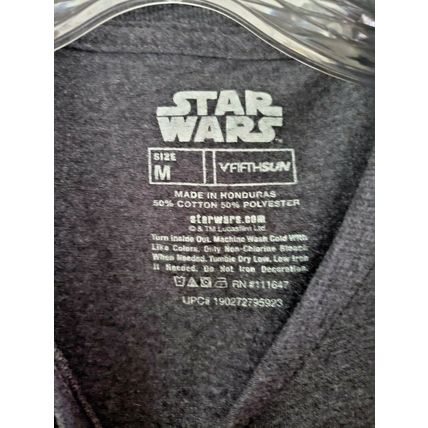 STAR
WARS
SIZE
M
FIFTHSUN
MADE IN HONDURAS
50% COTTON 50% POLYESTER
starwars.com
© & TM Lucasfilm Ltd.
Turn Inside Out. Machine Wash Cold With
Like Colors. Only Non-Chlorine Bleach
When Needed. Tumble Dry Low. Low Iron
If Needed. Do Not Iron Decoration.
RN #111647
UPC# 190272795923